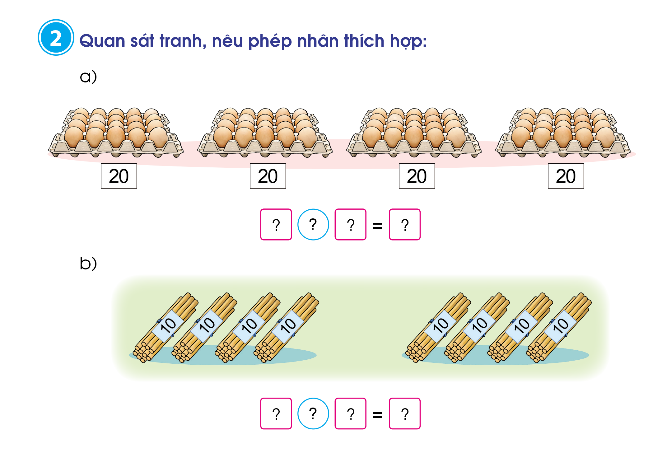 2 Quan sát tranh, nêu phép nhân thích hợp:
a)
20 20 20 20
? ? ? = ?
b)
10 10 10 10 10 10 10 10
? ? ? = ?